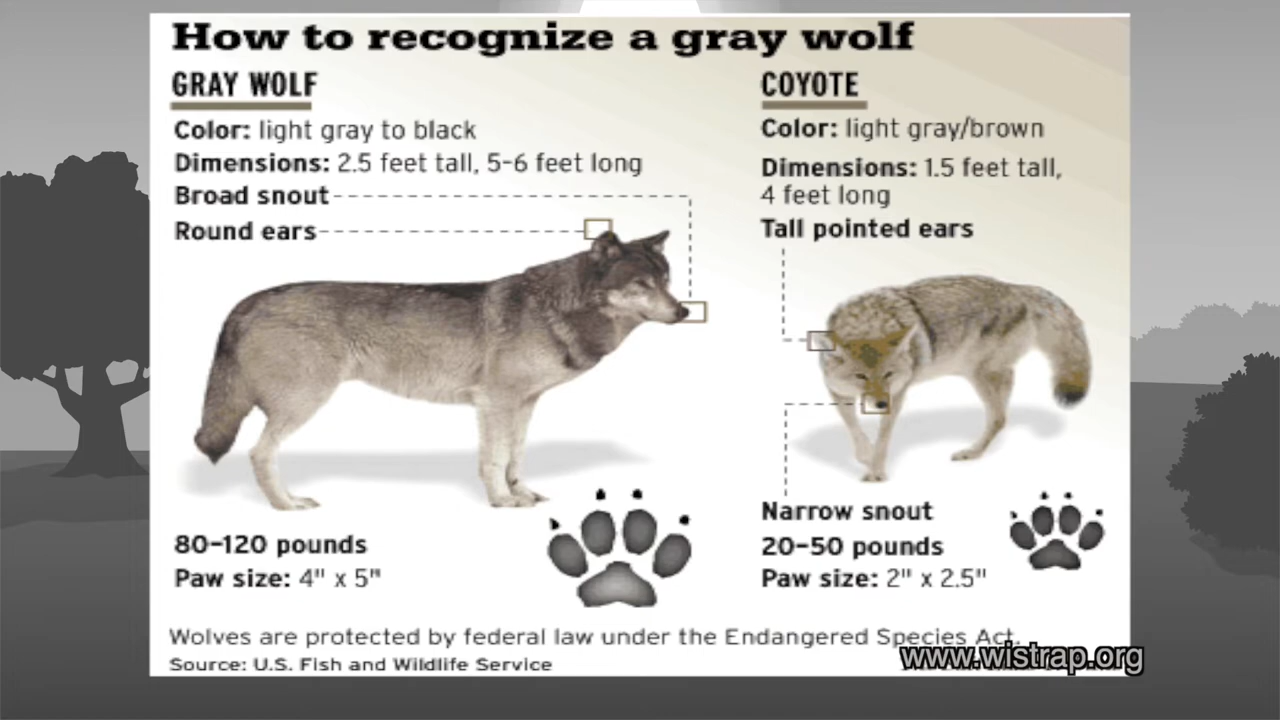 How to recognize a gray wolf
GRAY WOLF
Color: light gray to black
Dimensions: 2.5 feet tall, 5-6 feet long
Broad snout
Round ears
80-120 pounds
Paw size: 4" x 5"
COYOTE
Color: light gray/brown
Dimensions: 1.5 feet tall,
4 feet long
Tall pointed ears
Narrow snout
20-50 pounds
Paw size: 2" x 2.5"
Wolves are protected by federal law under the Endangered Species Act.
Source: U.S. Fish and Wildlife Service
www.wistrap.org